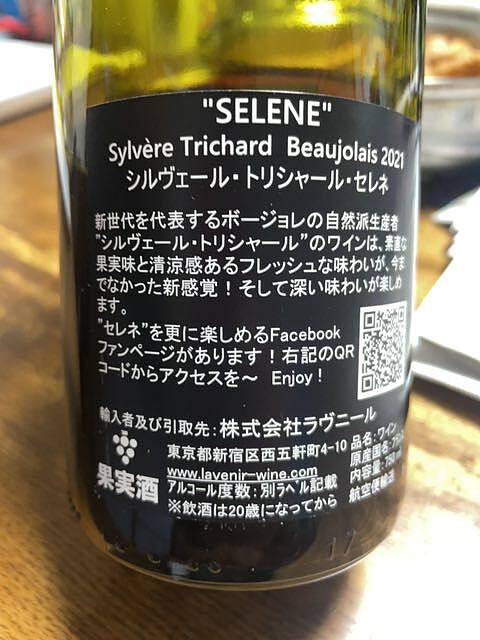 "SELENE"
Sylvère Trichard Beaujolais 2021
シルヴェール・トリシャール・セレネ
新世代を代表するボージョレの自然派生産者
"シルヴェール・トリシャール"のワインは、素直な
果実味と清涼感あるフレッシュな味わいが、今ま
でなかった新感覚！そして深い味わいが楽しめ
ます。
"セレネ"を更に楽しめるFacebook
ファンページがあります！右記のQR
コードからアクセスを〜 Enjoy！
輸入者及び引取先：株式会社ラヴニール
東京都新宿区西五軒町4-10
www.lavenir-wine.com
アルコール度数：別ラベル記載
※飲酒は20歳になってから
果実酒
品名：ワイン
原産国名：フラ
内容量：750
航空便輸送